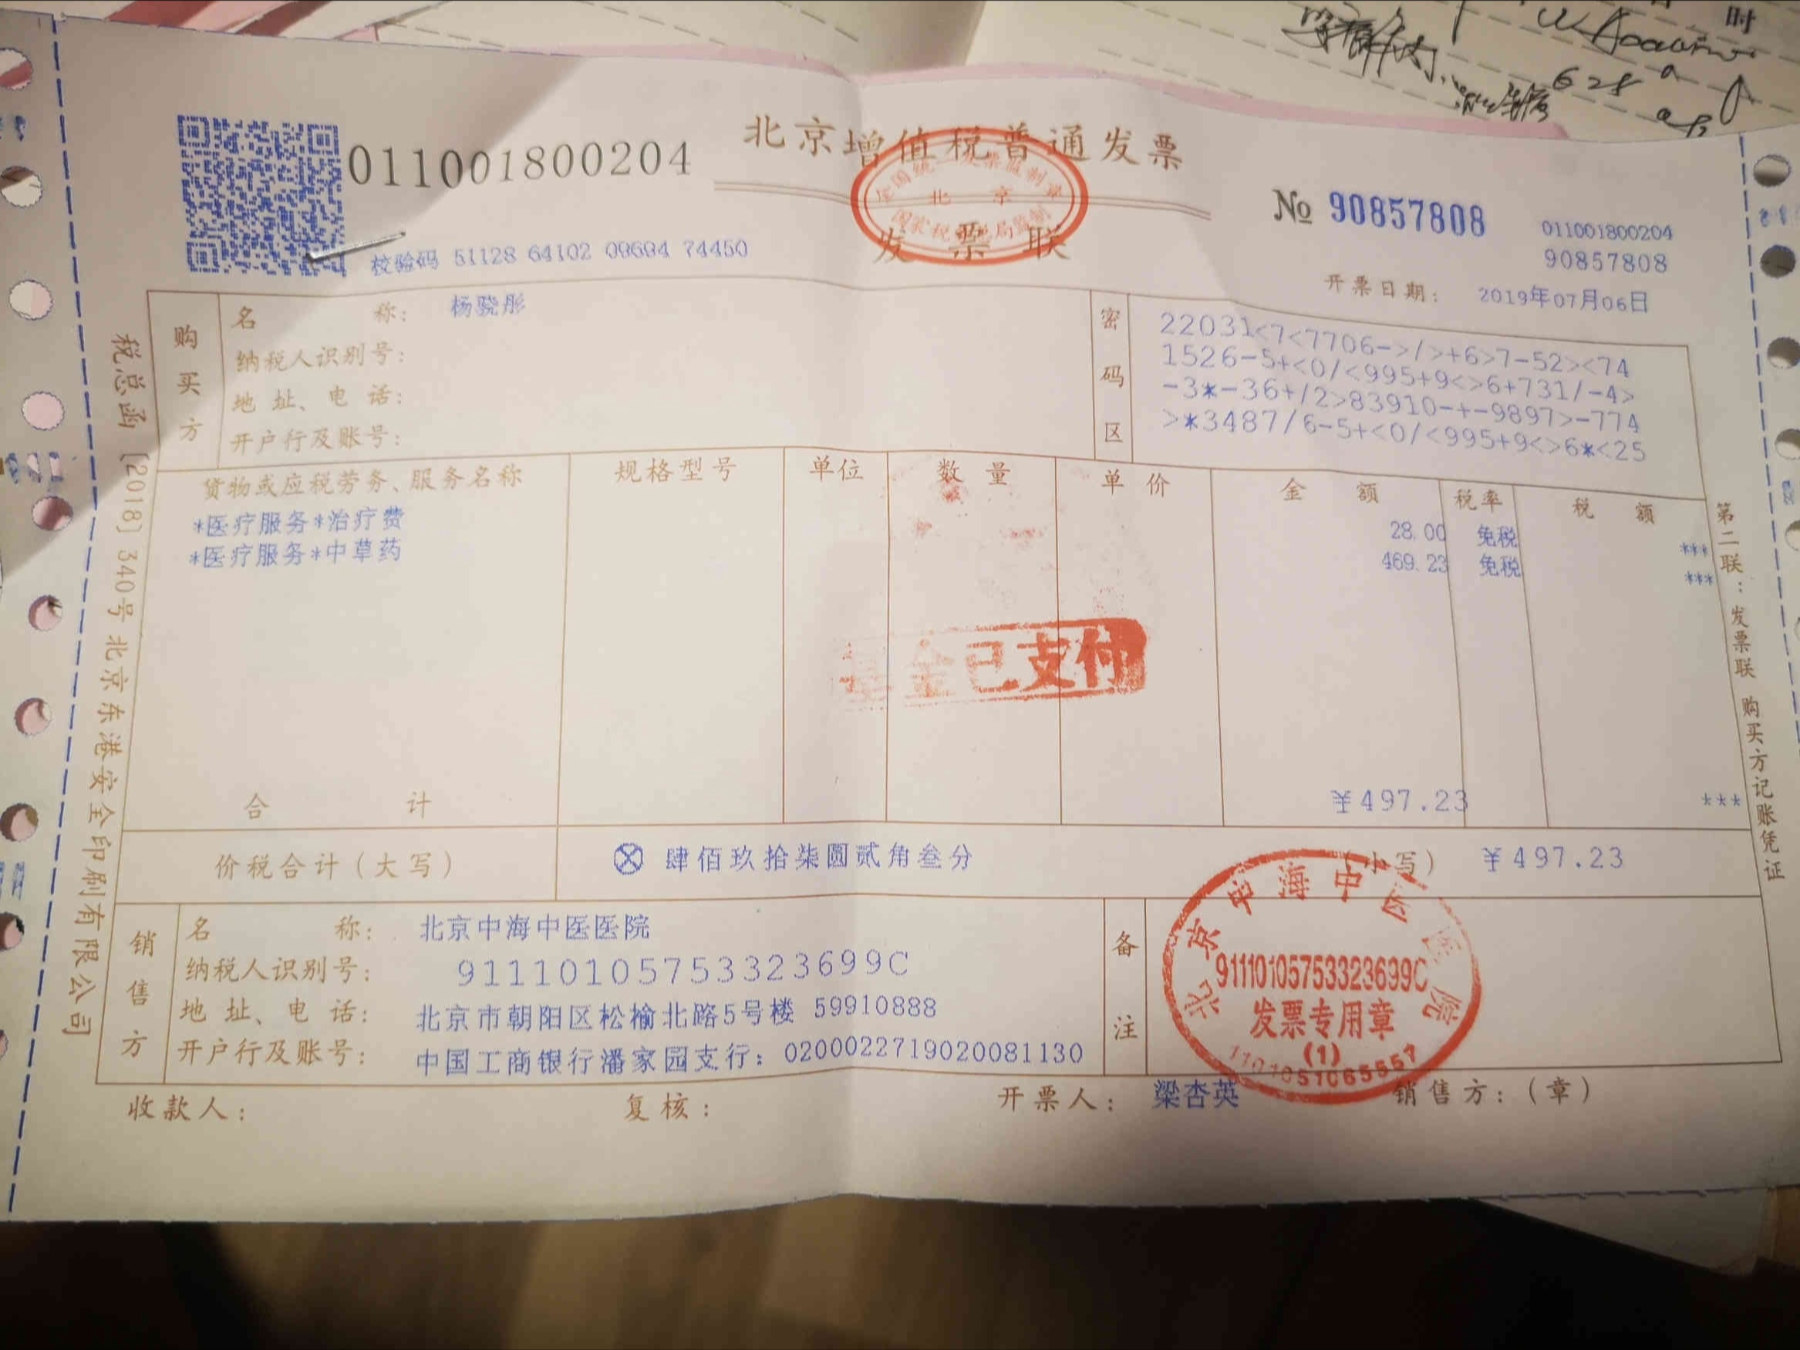 011001800204
北京增值税普通发票
发票联
全国统一发票监制章
北京
国家税务总局监制
№ 90857808
011001800204
90857808
校验码 51128 64102 09694 74450
开票日期: 2019年07月06日
购买方
名称: 杨骁彤
纳税人识别号:
地址、电话:
开户行及账号:
密码区
22031<7<7706->/>+6>7-52><74
1526-5+<0/<995+9<>6+731/-4>
-3*-36+/2>83910-+-9897>-774
>*3487/6-5+<0/<995+9<>6*<25
货物或应税劳务、服务名称 规格型号 单位 数量 单价 金额 税率 税额
*医疗服务*治疗费 28.00 免税 ***
*医疗服务*中草药 469.23 免税 ***
基金已支付
合计 ¥497.23 ***
价税合计(大写) ⊗ 肆佰玖拾柒圆贰角叁分 (小写) ¥497.23
销售方
名称: 北京中海中医医院
纳税人识别号: 91110105753323699C
地址、电话: 北京市朝阳区松榆北路5号楼 59910888
开户行及账号: 中国工商银行潘家园支行: 0200022719020081130
备注
北京中海中医医院
91110105753323699C
发票专用章
(1)
收款人: 复核: 开票人: 梁杏英 销售方: (章)
税总函 [2018] 340号 北京东港安全印刷有限公司
第二联: 发票联 购买方记账凭证
时
628